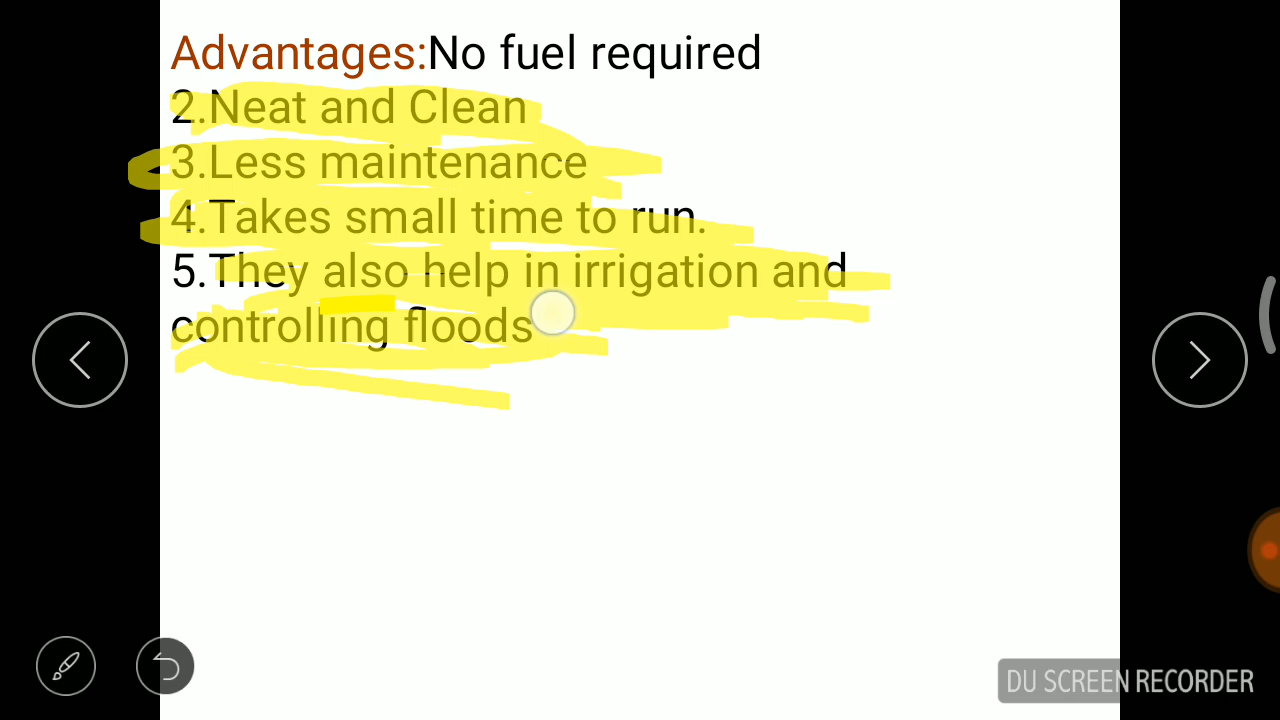 Advantages:No fuel required
2.Neat and Clean
3.Less maintenance
4.Takes small time to run.
5.They also help in irrigation and
controlling floods
DU SCREEN RECORDER